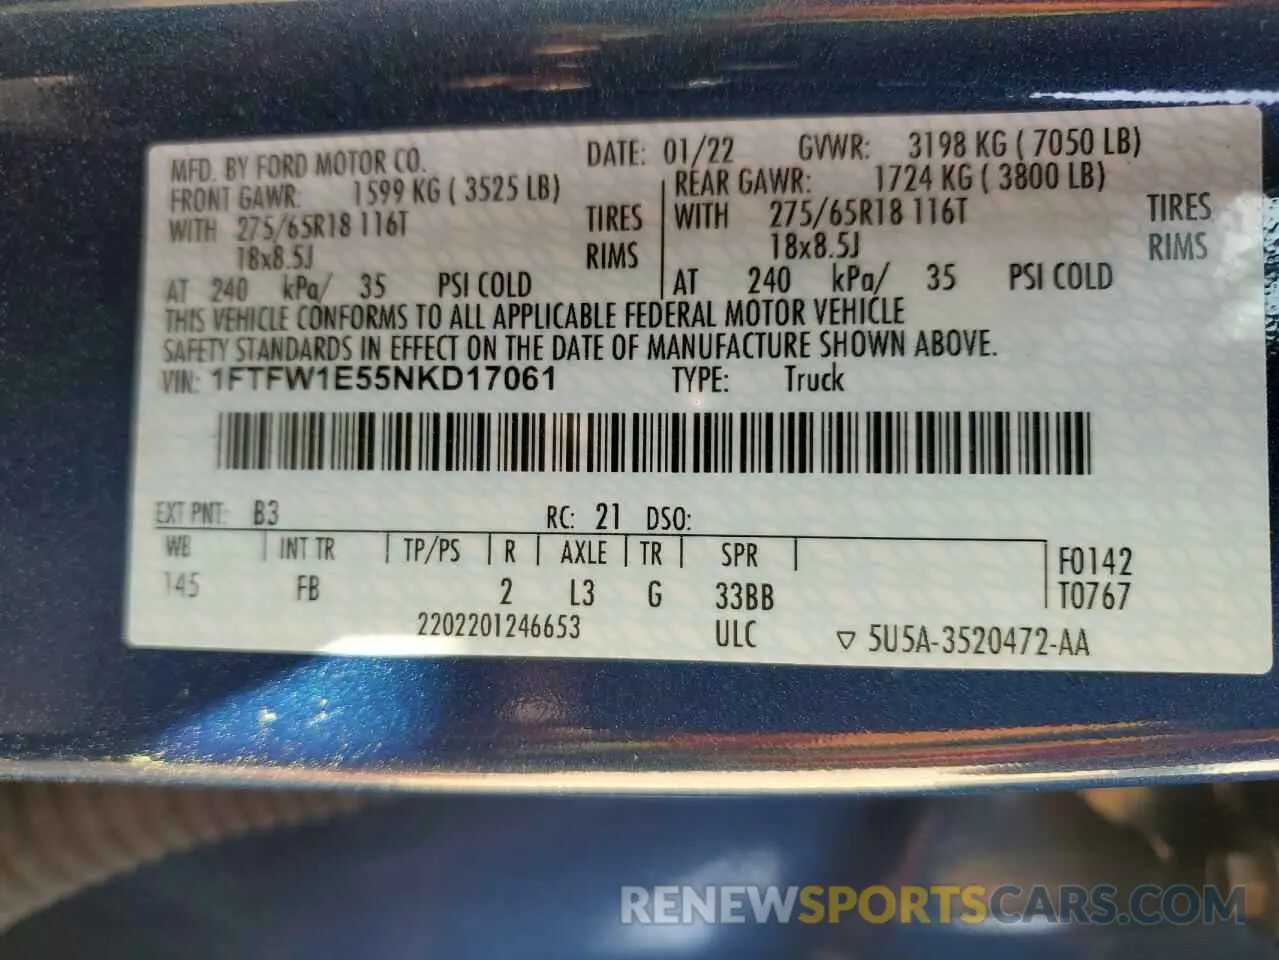 MFD. BY FORD MOTOR CO. DATE: 01/22 GVWR: 3198 KG ( 7050 LB)
FRONT GAWR: 1599 KG ( 3525 LB) REAR GAWR: 1724 KG ( 3800 LB)
WITH 275/65R18 116T TIRES WITH 275/65R18 116T TIRES
18x8.5J RIMS 18x8.5J RIMS
AT 240 kPa/ 35 PSI COLD AT 240 kPa/ 35 PSI COLD
THIS VEHICLE CONFORMS TO ALL APPLICABLE FEDERAL MOTOR VEHICLE
SAFETY STANDARDS IN EFFECT ON THE DATE OF MANUFACTURE SHOWN ABOVE.
VIN: 1FTFW1E55NKD17061 TYPE: Truck
EXT PNT: B3 RC: 21 DSO:
WB INT TR TP/PS R AXLE TR SPR F0142
145 FB 2 L3 G 33BB T0767
2202201246653 ULC ▽ 5U5A-3520472-AA
RENEWSPORTSCARS.COM